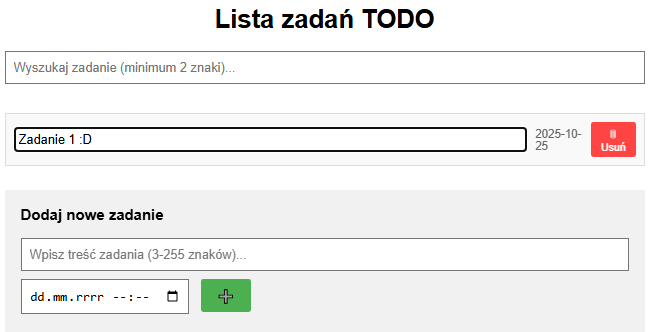 Lista zadań TODO
Wyszukaj zadanie (minimum 2 znaki)...
Zadanie 1 :D
2025-10-
25
Usuń
Dodaj nowe zadanie
Wpisz treść zadania (3-255 znaków)...
dd.mm.rrrr --:--